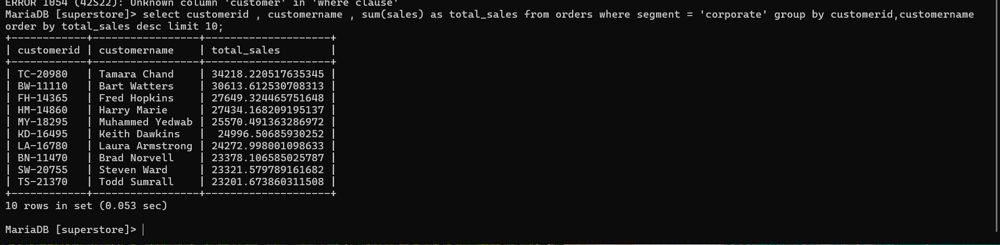 ERROR 1054 (42S22): Unknown column 'customer' in 'where clause'
MariaDB [superstore]> select customerid , customername , sum(sales) as total_sales from orders where segment = 'corporate' group by customerid,customername
order by total_sales desc limit 10;
+------------+-----------------+--------------------+
| customerid | customername    | total_sales        |
+------------+-----------------+--------------------+
| TC-20980   | Tamara Chand    | 34218.220517635345 |
| BW-11110   | Bart Watters    | 30613.612530708313 |
| FH-14365   | Fred Hopkins    | 27649.324465751648 |
| HM-14860   | Harry Marie     | 27434.168209195137 |
| MY-18295   | Muhammed Yedwab | 25570.491363286972 |
| KD-16495   | Keith Dawkins   |  24996.50685930252 |
| LA-16780   | Laura Armstrong | 24272.998001098633 |
| BN-11470   | Brad Norvell    | 23378.106585025787 |
| SW-20755   | Steven Ward     | 23321.579789161682 |
| TS-21370   | Todd Sumrall    | 23201.673860311508 |
+------------+-----------------+--------------------+
10 rows in set (0.053 sec)
MariaDB [superstore]>